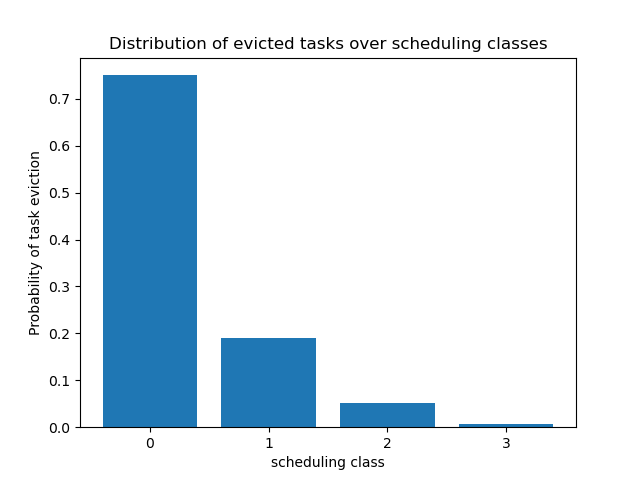 Distribution of evicted tasks over scheduling classes
Probability of task eviction
0.7
0.6
0.5
0.4
0.3
0.2
0.1
0.0
0 1 2 3
scheduling class